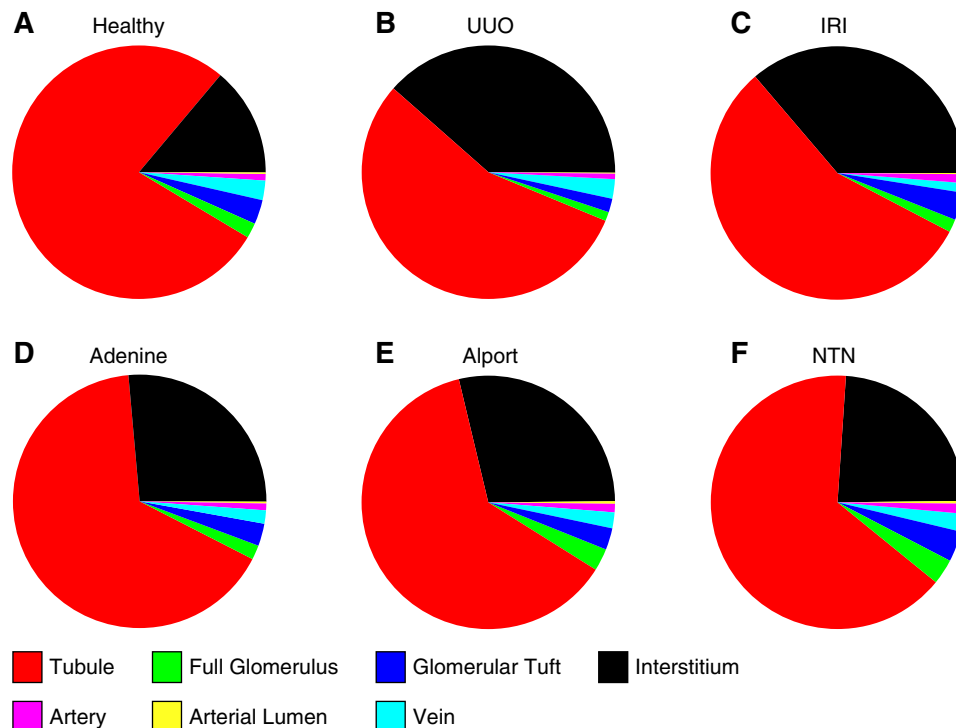 A Healthy
B UUO
C IRI
D Adenine
E Alport
F NTN
Tubule Full Glomerulus Glomerular Tuft Interstitium
Artery Arterial Lumen Vein